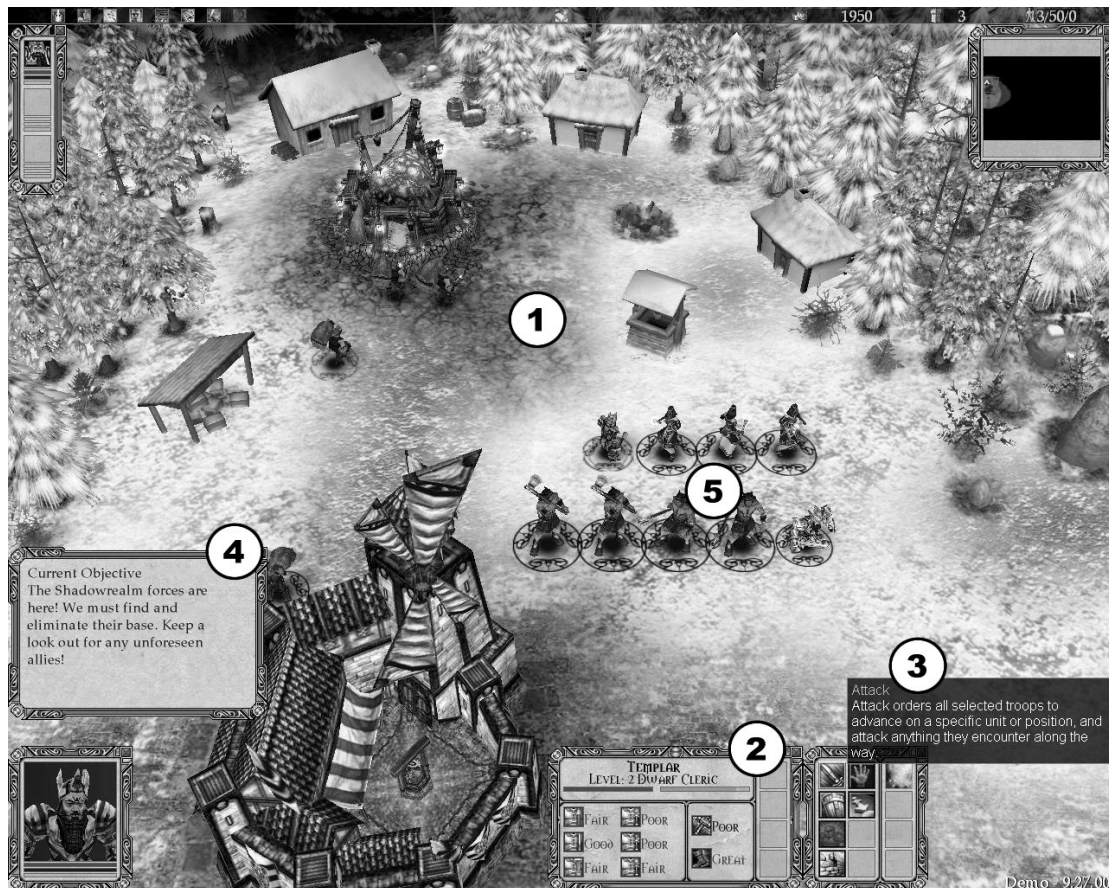 1950 3 13/50/0
1
5
4
Current Objective
The Shadowrealm forces are
here! We must find and
eliminate their base. Keep a
look out for any unforeseen
allies!
3
Attack
Attack orders all selected troops to
advance on a specific unit or position, and
attack anything they encounter along the
way
2
Templar
Level: 2 Dwarf Cleric
Fair Poor
Poor
Good Poor
Great
Fair Fair
Demo 9.27.00